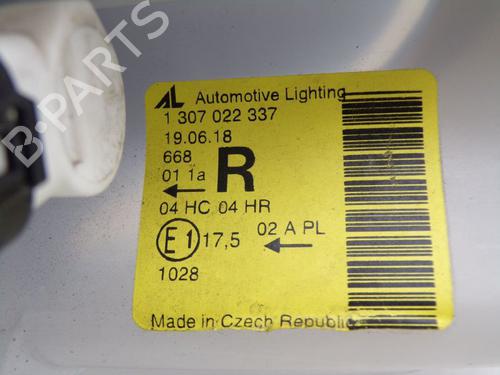 AL Automotive Lighting
1 307 022 337
19.06.18
668
01 1a
R
04 HC 04 HR
E1 17,5 02 A PL
1028
Made in Czech Republic
B-PARTS